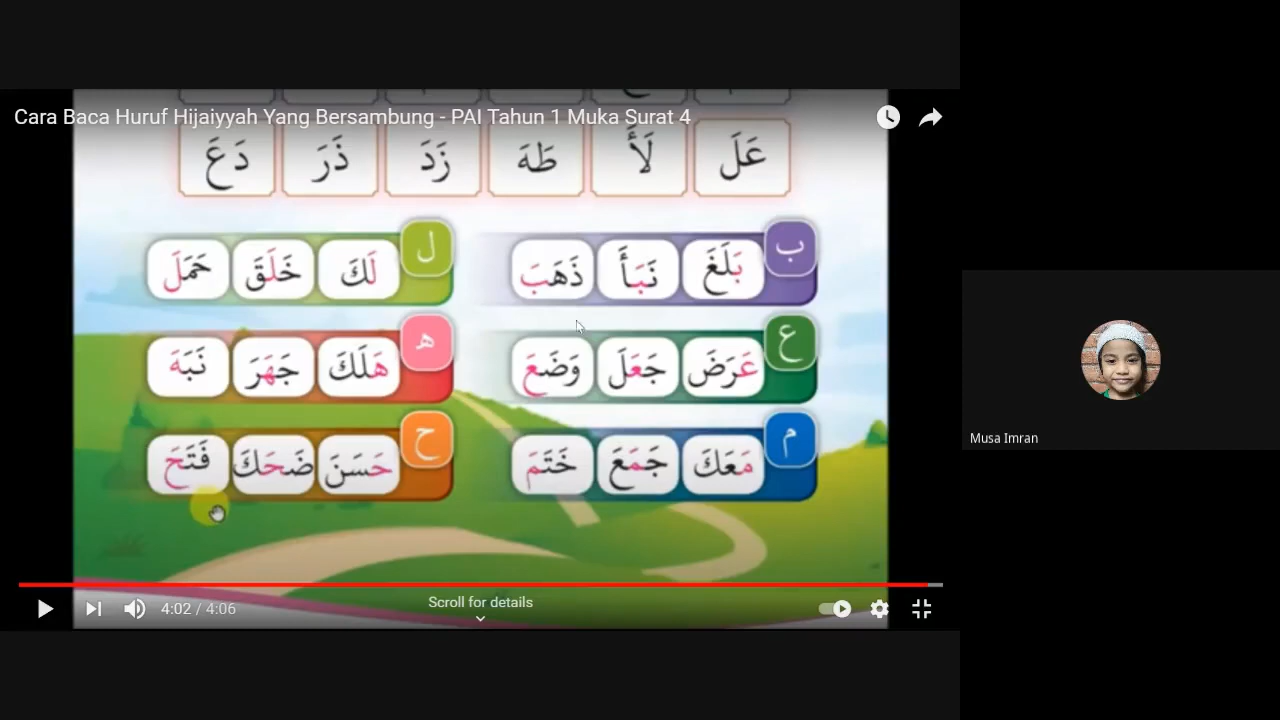 Cara Baca Huruf Hijaiyyah Yang Bersambung - PAI Tahun 1 Muka Surat 4
عَلَ لَأَ طَهَ زَدَ ذَرَ دَعَ
ب بَلَغَ نَبَأَ ذَهَبَ
ل لَكَ خَلَقَ حَمَلَ
ع عَرَضَ جَعَلَ وَضَعَ
ه هَلَكَ جَهَرَ نَبَهَ
م مَعَكَ جَمَعَ خَتَمَ
ح حَسَنَ ضَحَكَ فَتَحَ
Musa Imran
4:02 / 4:06
Scroll for details